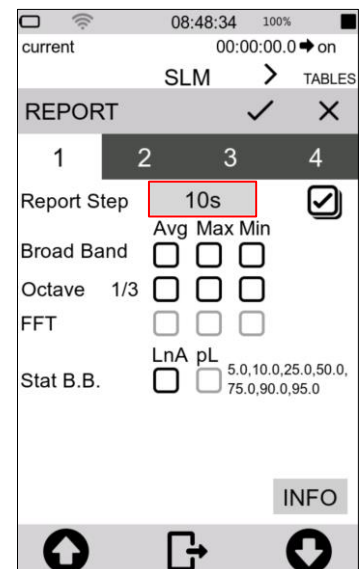 08:48:34 100%
current 00:00:00.0 on
SLM > TABLES
REPORT
1 2 3 4
Report Step 10s
Avg Max Min
Broad Band
Octave 1/3
FFT
LnA pL
Stat B.B. 5.0,10.0,25.0,50.0,
75.0,90.0,95.0
INFO